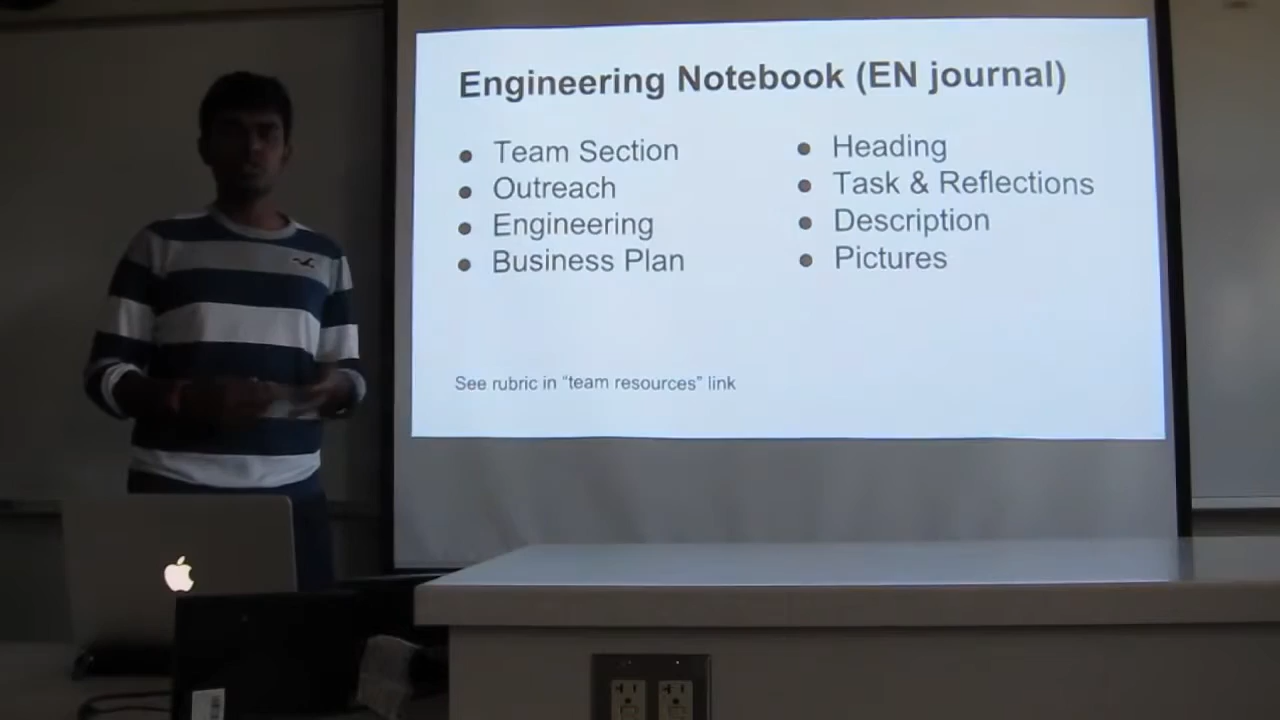 Engineering Notebook (EN journal)
Team Section
Outreach
Engineering
Business Plan
Heading
Task & Reflections
Description
Pictures
See rubric in “team resources” link